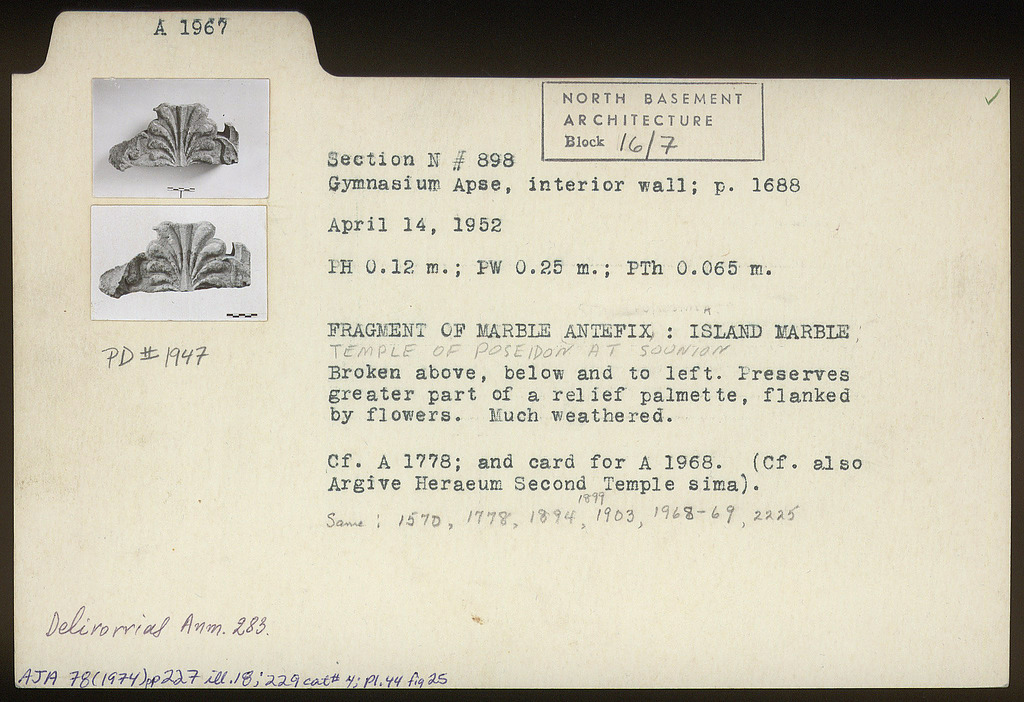 A 1967
NORTH BASEMENT
ARCHITECTURE
Block 16/7
Section N # 898
Gymnasium Apse, interior wall; p. 1688
April 14, 1952
PH 0.12 m.; PW 0.25 m.; PTh 0.065 m.
FRAGMENT OF MARBLE ANTEFIX : ISLAND MARBLE
TEMPLE OF POSEIDON AT SOUNION
PD # 1947
Broken above, below and to left. Preserves
greater part of a relief palmette, flanked
by flowers. Much weathered.
Cf. A 1778; and card for A 1968. (Cf. also
Argive Heraeum Second Temple sima).
1899
Same : 1570, 1778, 1894, 1903, 1968-69, 2225
Delivorrias Anm. 283.
AJA 78(1974) pp 227 ill. 18; 229 cat# 4; pl. 44 fig 25